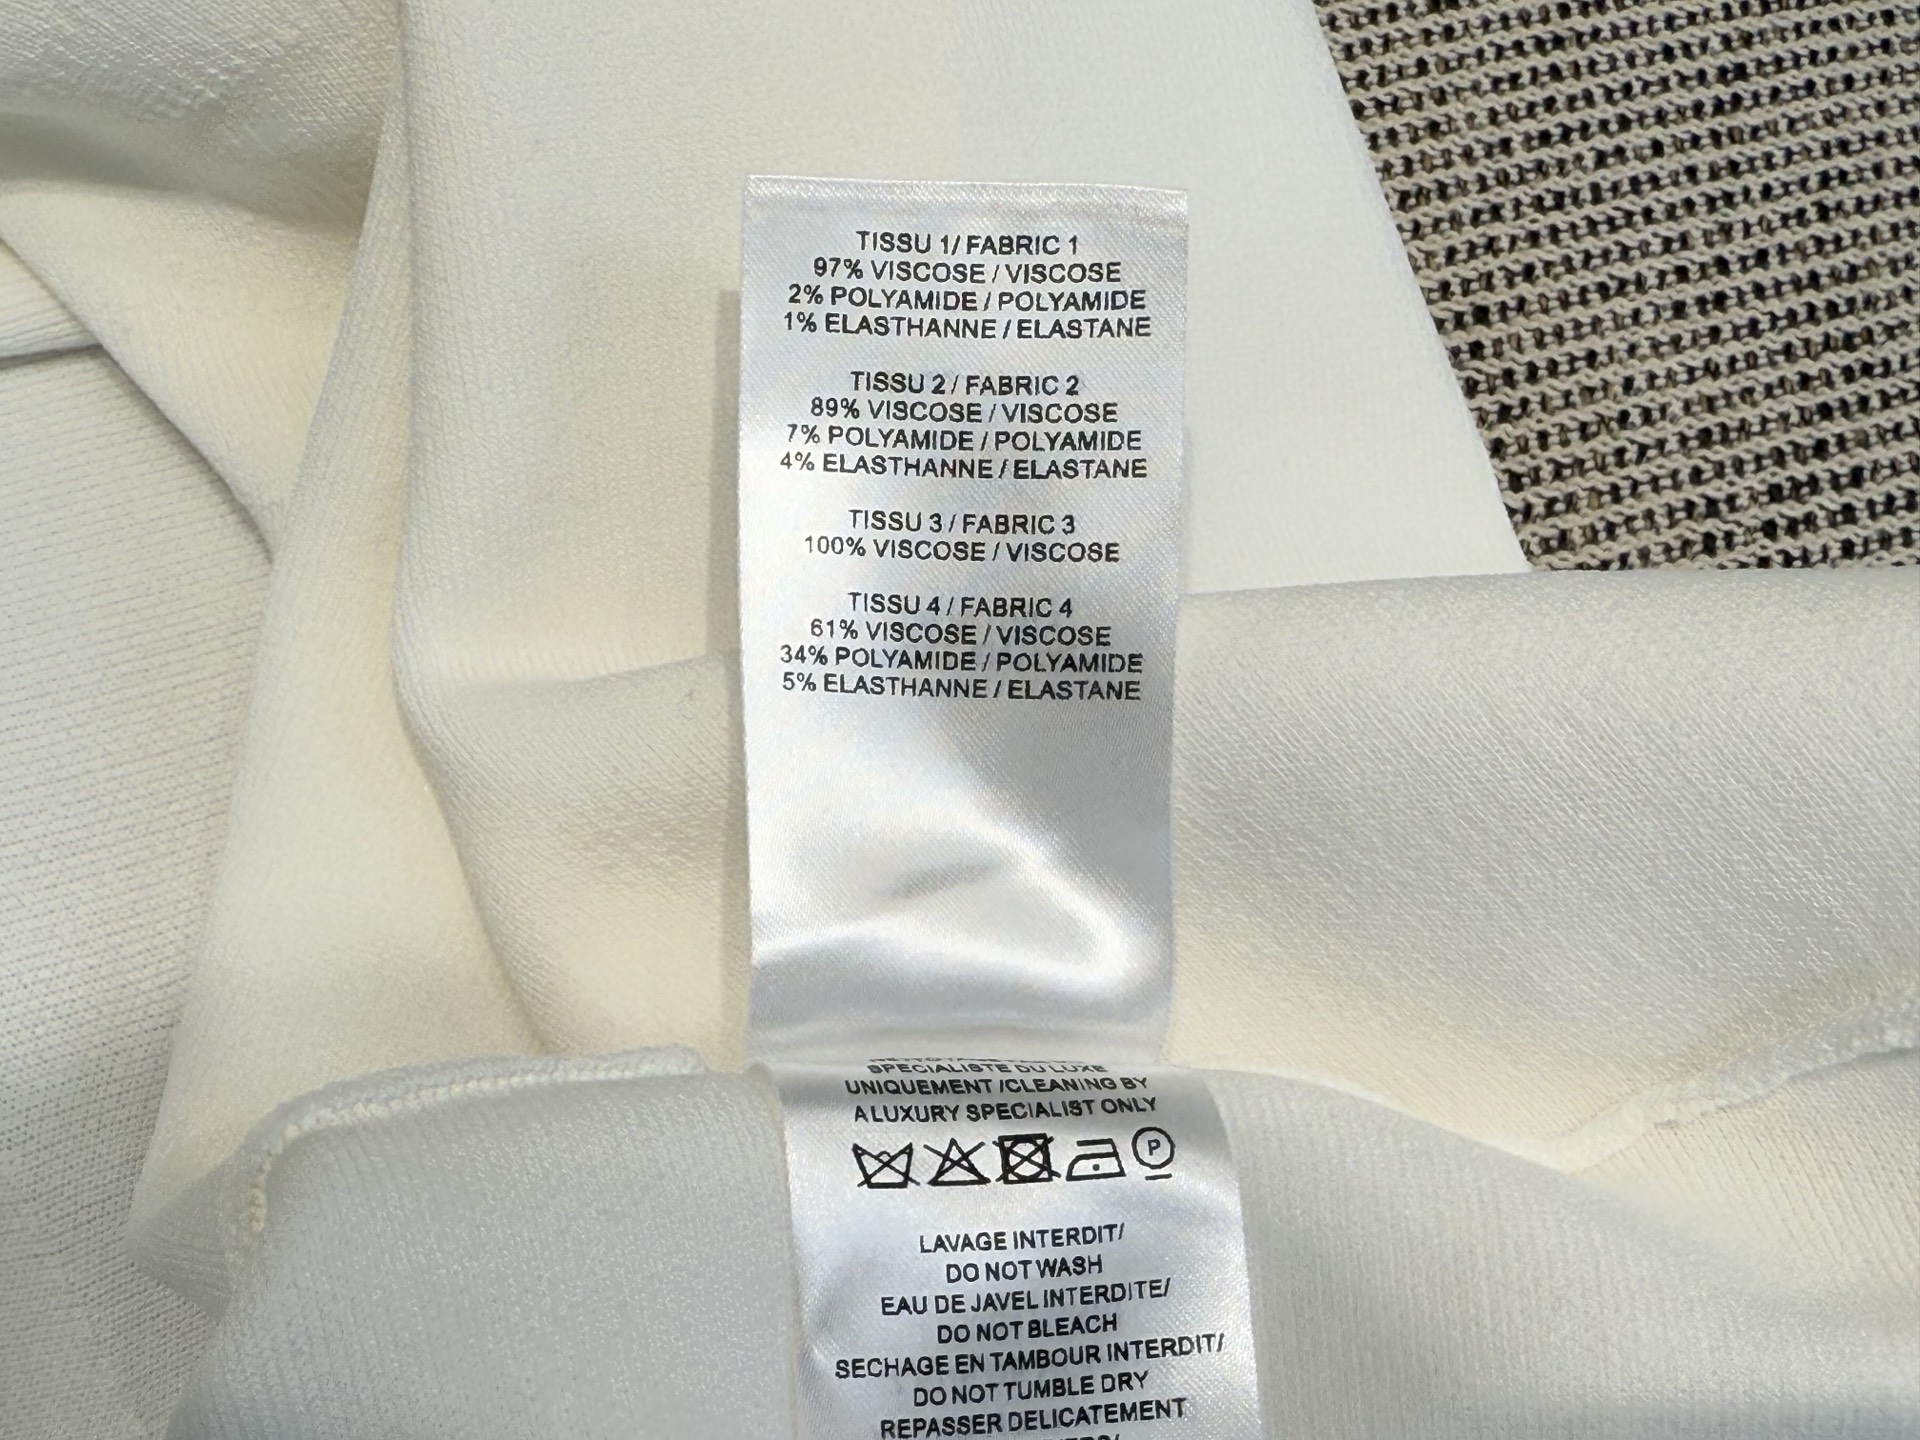 TISSU 1/ FABRIC 1
97% VISCOSE / VISCOSE
2% POLYAMIDE / POLYAMIDE
1% ELASTHANNE / ELASTANE
TISSU 2 / FABRIC 2
89% VISCOSE / VISCOSE
7% POLYAMIDE / POLYAMIDE
4% ELASTHANNE / ELASTANE
TISSU 3 / FABRIC 3
100% VISCOSE / VISCOSE
TISSU 4 / FABRIC 4
61% VISCOSE / VISCOSE
34% POLYAMIDE / POLYAMIDE
5% ELASTHANNE / ELASTANE
SPECIALISTE DU LUXE
UNIQUEMENT /CLEANING BY
A LUXURY SPECIALIST ONLY
P
LAVAGE INTERDIT/
DO NOT WASH
EAU DE JAVEL INTERDITE/
DO NOT BLEACH
SECHAGE EN TAMBOUR INTERDIT/
DO NOT TUMBLE DRY
REPASSER DELICATEMENT